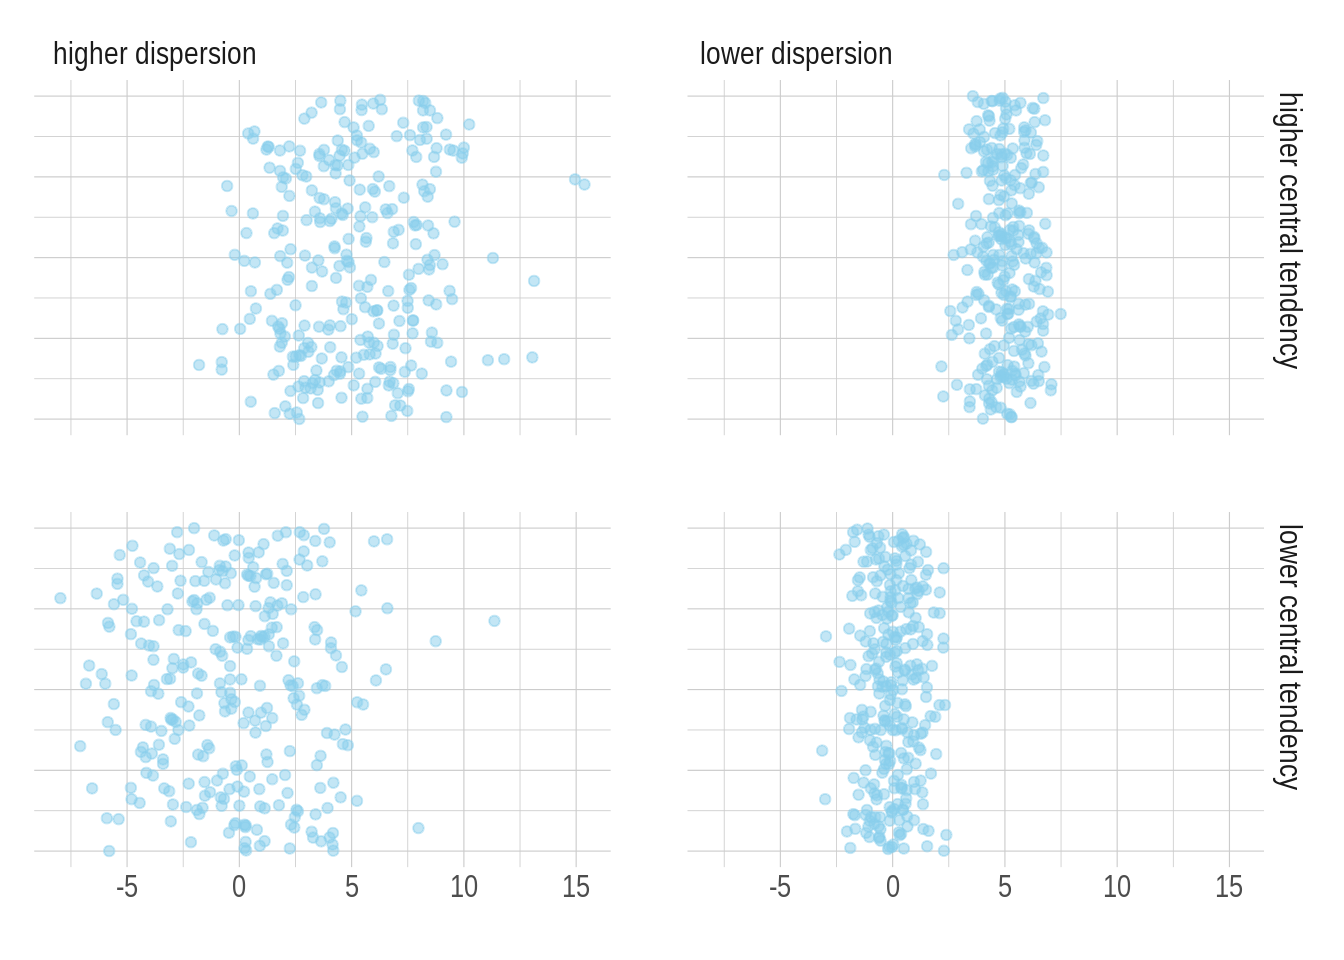 higher dispersion
lower dispersion
higher central tendency
lower central tendency
-5 0 5 10 15
-5 0 5 10 15